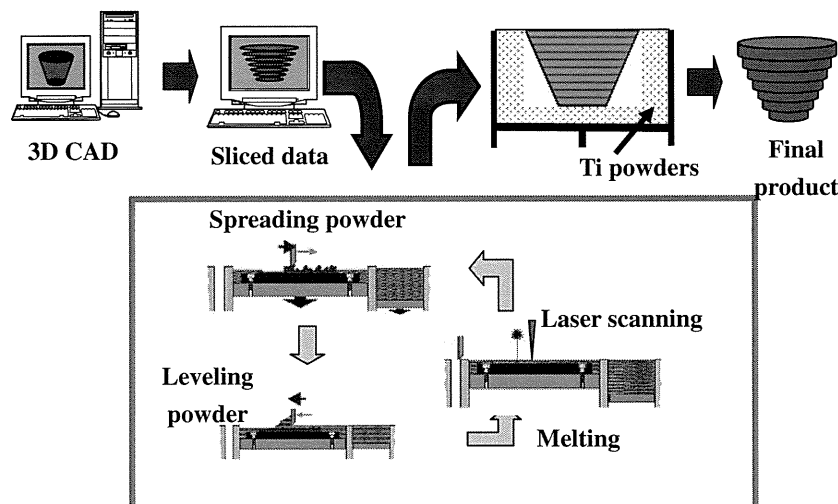 3D CAD
Sliced data
Ti powders
Final
product
Spreading powder
Laser scanning
Leveling
powder
Melting